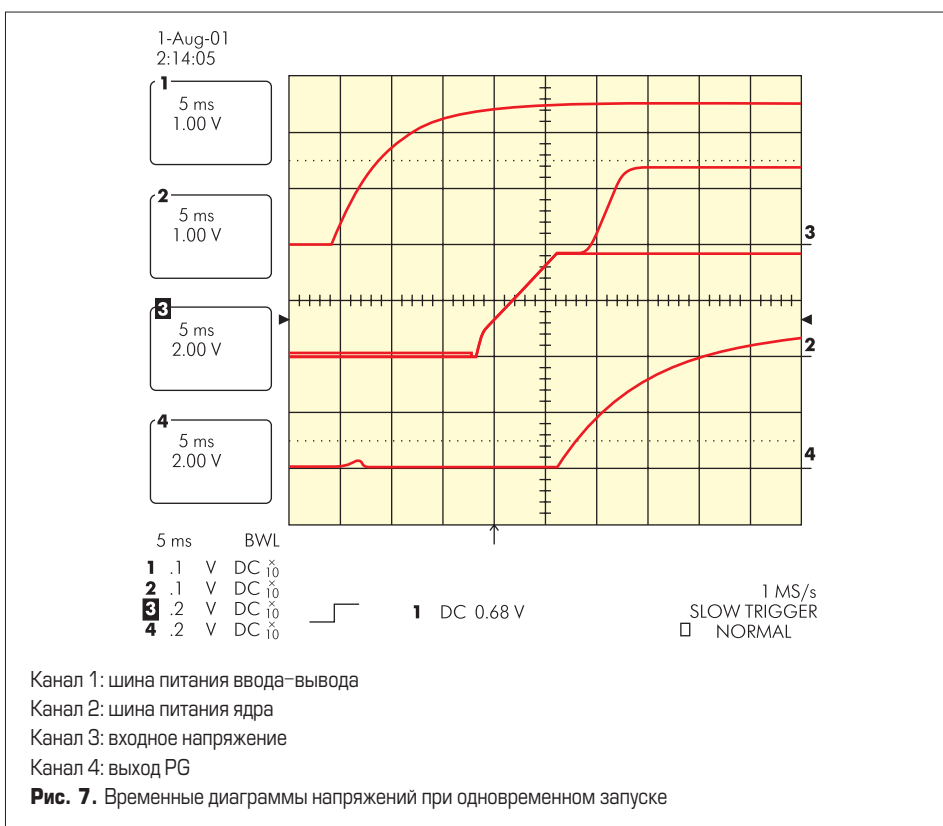 1-Aug-01
2:14:05
1
5 ms
1.00 V
2
5 ms
1.00 V
3
5 ms
2.00 V
4
5 ms
2.00 V
3
2
4
5 ms BWL
1 .1 V DC × 10
2 .1 V DC × 10
3 .2 V DC × 10
4 .2 V DC × 10
1 DC 0.68 V
1 MS/s
SLOW TRIGGER
NORMAL
Канал 1: шина питания ввода–вывода
Канал 2: шина питания ядра
Канал 3: входное напряжение
Канал 4: выход PG
Рис. 7. Временные диаграммы напряжений при одновременном запуске